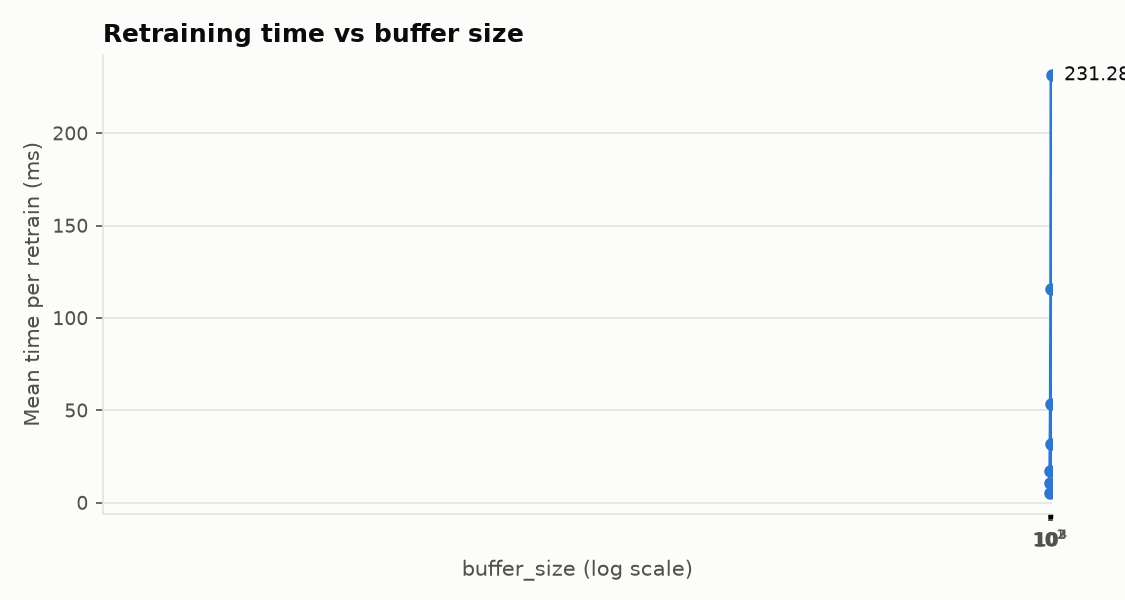 Retraining time vs buffer size
231.28
200
150
100
50
0
Mean time per retrain (ms)
buffer_size (log scale)